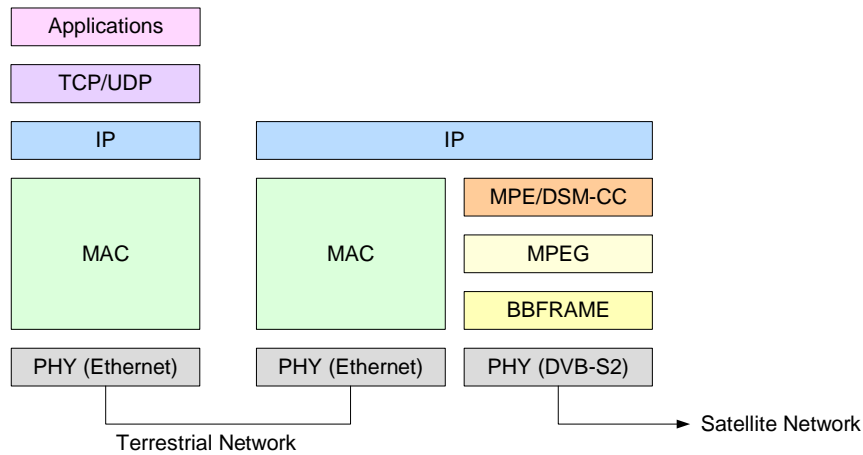 Applications
TCP/UDP
IP
IP
MAC
MAC
MPE/DSM-CC
MPEG
BBFRAME
PHY (Ethernet)
PHY (Ethernet)
PHY (DVB-S2)
Terrestrial Network
Satellite Network